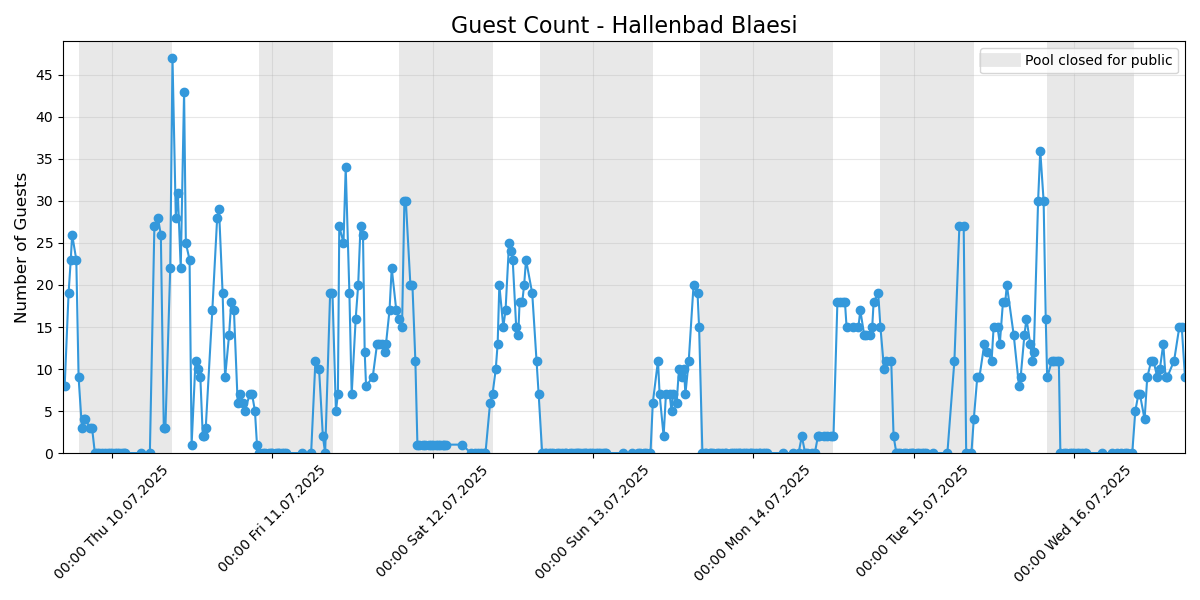 Guest Count - Hallenbad Blaesi
Pool closed for public
Number of Guests
45
40
35
30
25
20
15
10
5
0
00:00 Thu 10.07.2025
00:00 Fri 11.07.2025
00:00 Sat 12.07.2025
00:00 Sun 13.07.2025
00:00 Mon 14.07.2025
00:00 Tue 15.07.2025
00:00 Wed 16.07.2025